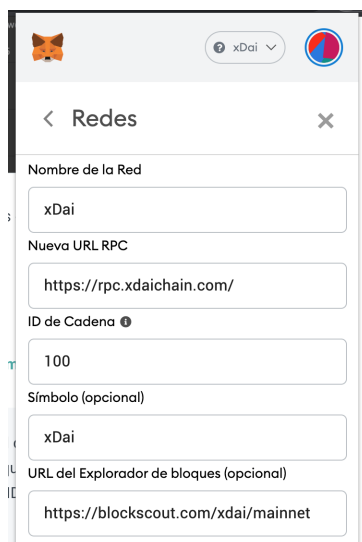 xDai
Redes
Nombre de la Red
xDai
Nueva URL RPC
https://rpc.xdaichain.com/
ID de Cadena
100
Símbolo (opcional)
xDai
URL del Explorador de bloques (opcional)
https://blockscout.com/xdai/mainnet